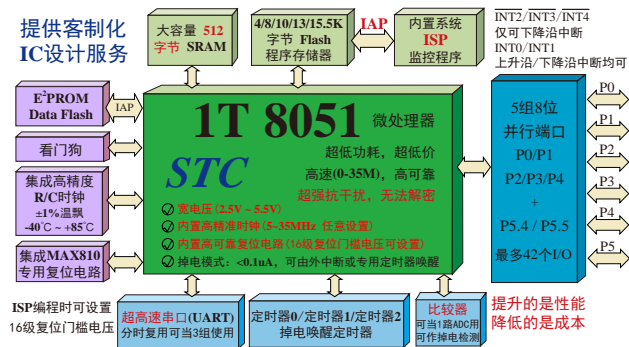 提供客制化
IC设计服务
大容量 512
字节 SRAM
4/8/10/13/15.5K
字节 Flash
程序存储器
IAP
内置系统
ISP
监控程序
INT2/INT3/INT4
仅可下降沿中断
INT0/INT1
上升沿/下降沿中断均可
E²PROM
Data Flash
IAP
看门狗
集成高精度
R/C时钟
±1%温飘
-40℃ ~ +85℃
集成MAX810
专用复位电路
1T 8051 微处理器
STC
超低功耗，超低价
高速(0-35M)，高可靠
超强抗干扰，无法解密
宽电压(2.5V~5.5V)
内置高精准时钟(5-35MHz 任意设置)
内置高可靠复位电路(16级复位门槛电压可设置)
掉电模式：<0.1uA，可由外中断或专用定时器唤醒
5组8位
并行端口
P0/P1
P2/P3/P4
+
P5.4 / P5.5
最多42个I/O
P0
P1
P2
P3
P4
P5
ISP编程时可设置
16级复位门槛电压
超高速串口(UART)
分时复用可当3组使用
定时器0/定时器1/定时器2
掉电唤醒定时器
比较器
可当1路ADC用
可作掉电检测
提升的是性能
降低的是成本